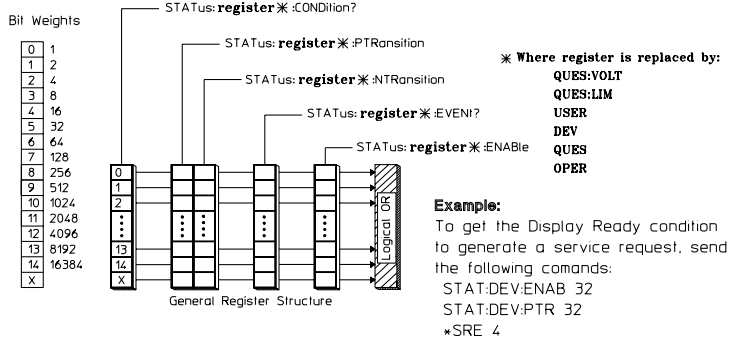 STATus:register✳:CONDition?
Bit Weights
STATus:register✳:PTRansition
✳ Where register is replaced by:
QUES:VOLT
QUES:LIM
USER
DEV
QUES
OPER
STATus:register✳:NTRansition
STATus:register✳:EVENt?
STATus:register✳:ENABle
0 1
1 2
2 4
3 8
4 16
5 32
6 64
7 128
8 256
9 512
10 1024
11 2048
12 4096
13 8192
14 16384
X
0
1
2
13
14
X
Logical OR
General Register Structure
Example:
To get the Display Ready condition
to generate a service request, send
the following comands:
STAT:DEV:ENAB 32
STAT:DEV:PTR 32
*SRE 4